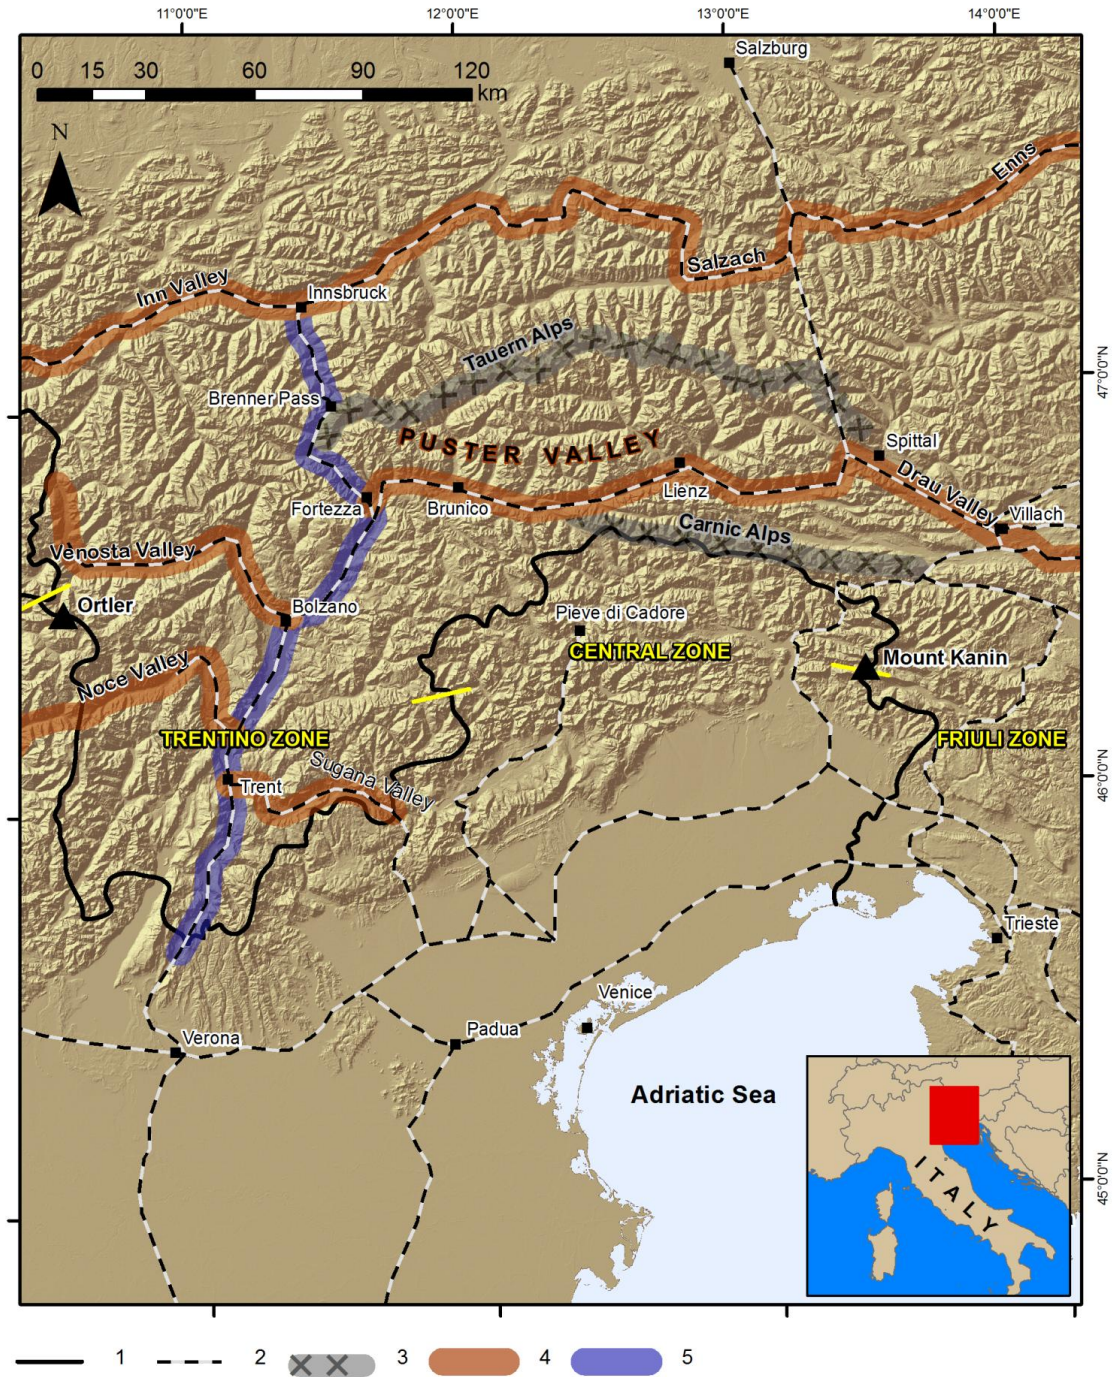 11°0'0"E
12°0'0"E
13°0'0"E
14°0'0"E
Salzburg
0 15 30 60 90 120
km
N
Enns
Salzach
Inn Valley
Innsbruck
Tauern Alps
47°0'0"N
Brenner Pass
PUSTER VALLEY
Spittal
Drau Valley
Fortezza
Brunico
Lienz
Villach
Carnic Alps
Venosta Valley
Ortler
Bolzano
Pieve di Cadore
CENTRAL ZONE
Mount Kanin
Noce Valley
TRENTINO ZONE
FRIULI ZONE
Sugana Valley
Trent
46°0'0"N
Trieste
Venice
Padua
Verona
Adriatic Sea
ITALY
45°0'0"N
1 2 3 4 5